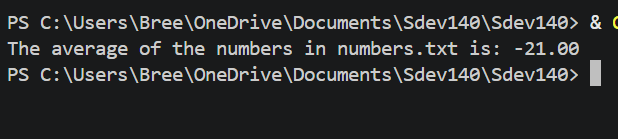 PS C:\Users\Bree\OneDrive\Documents\Sdev140\Sdev140> &
The average of the numbers in numbers.txt is: -21.00
PS C:\Users\Bree\OneDrive\Documents\Sdev140\Sdev140>